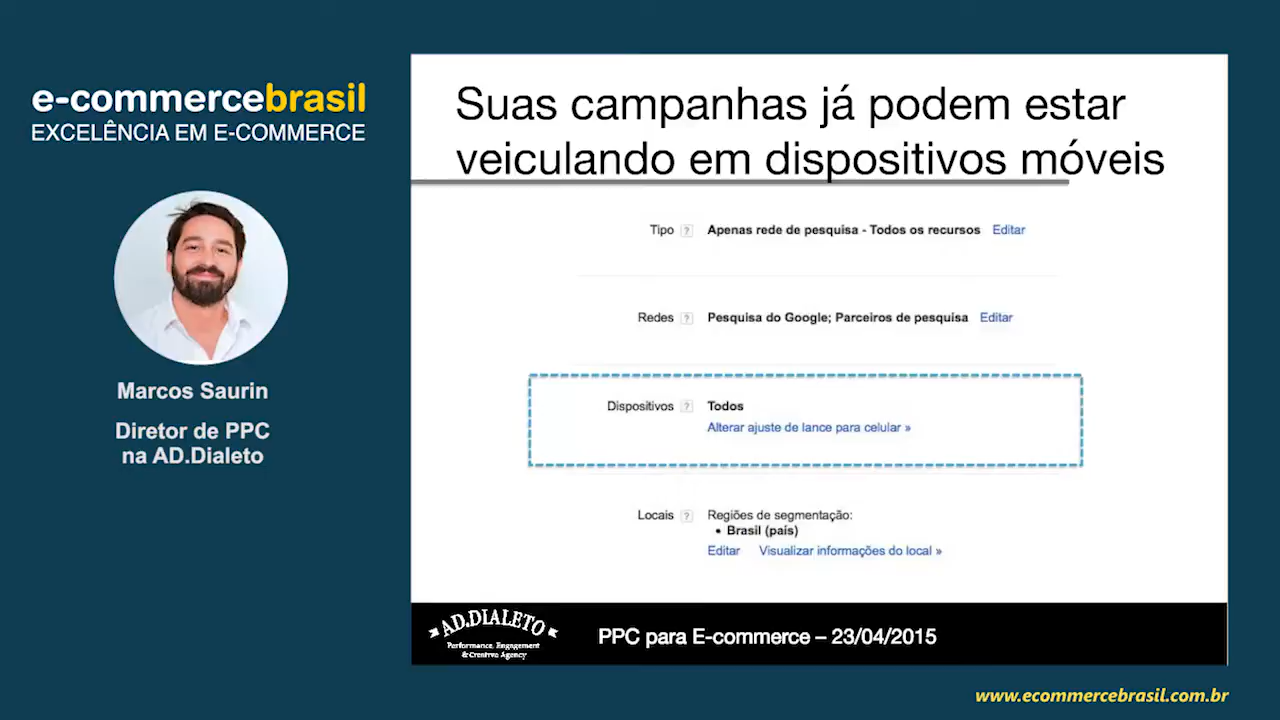 e-commercebrasil
EXCELÊNCIA EM E-COMMERCE
Marcos Saurin
Diretor de PPC
na AD.Dialeto
Suas campanhas já podem estar
veiculando em dispositivos móveis
Tipo ? Apenas rede de pesquisa - Todos os recursos Editar
Redes ? Pesquisa do Google; Parceiros de pesquisa Editar
Dispositivos ? Todos
Alterar ajuste de lance para celular »
Locais ? Regiões de segmentação:
• Brasil (país)
Editar Visualizar informações do local »
AD.DIALETO
Performance, Engagement
& Creative Agency
PPC para E-commerce – 23/04/2015
www.ecommercebrasil.com.br